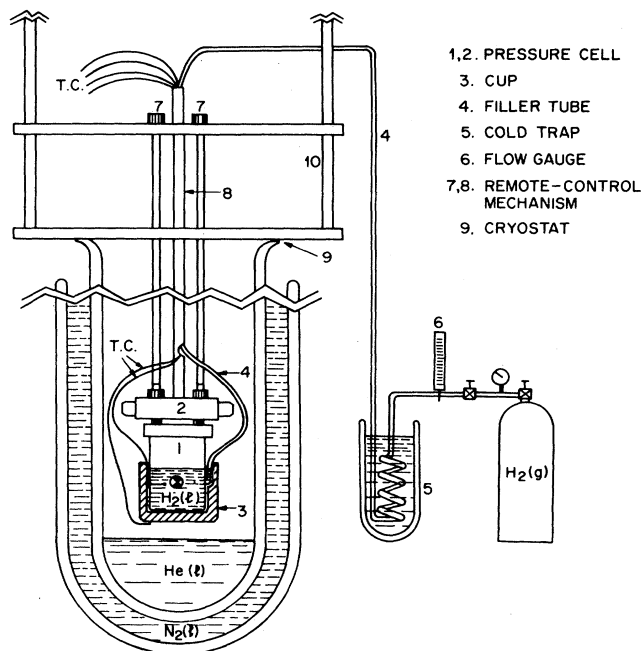 T.C.
7
7
4
10
8
9
1,2. PRESSURE CELL
3. CUP
4. FILLER TUBE
5. COLD TRAP
6. FLOW GAUGE
7,8. REMOTE-CONTROL
MECHANISM
9. CRYOSTAT
6
T.C.
4
2
1
H₂(ℓ)
3
5
H₂(g)
He(ℓ)
N₂(ℓ)